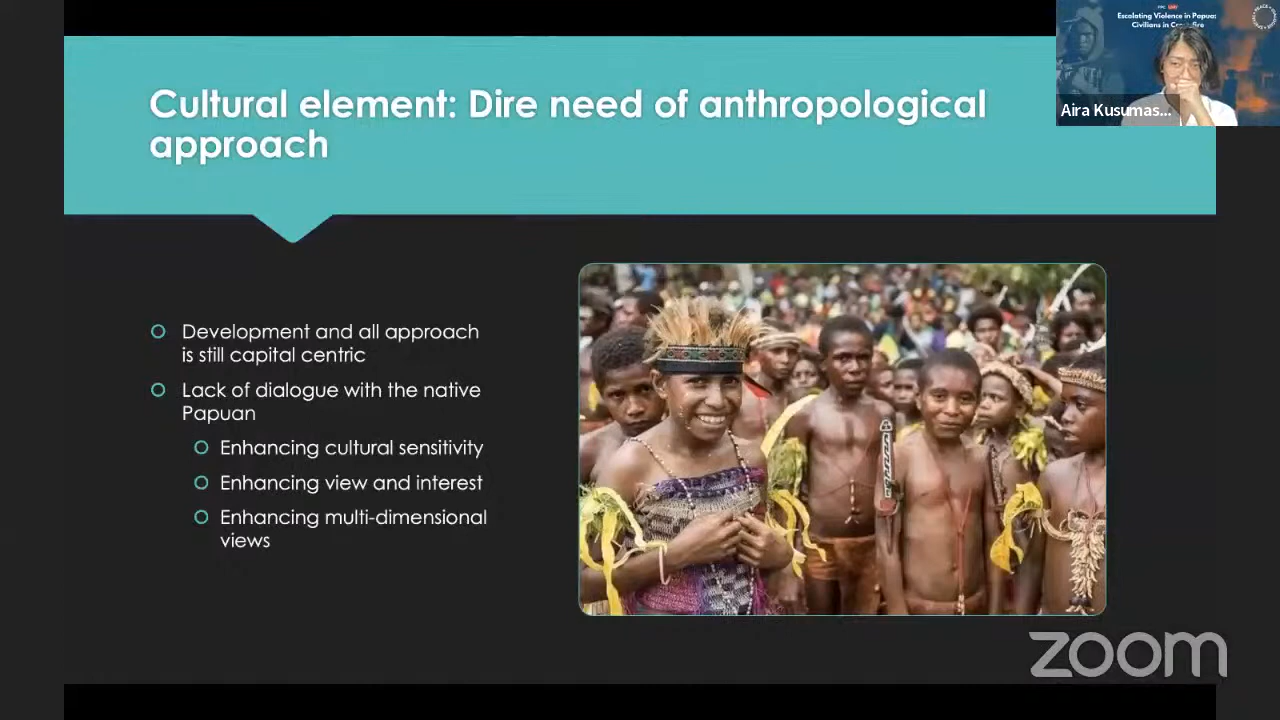 Cultural element: Dire need of anthropological
approach
Escalating Violence in Papua:
Civilians in
Aira Kusumas...
Development and all approach
is still capital centric
Lack of dialogue with the native
Papuan
Enhancing cultural sensitivity
Enhancing view and interest
Enhancing multi-dimensional
views
zoom